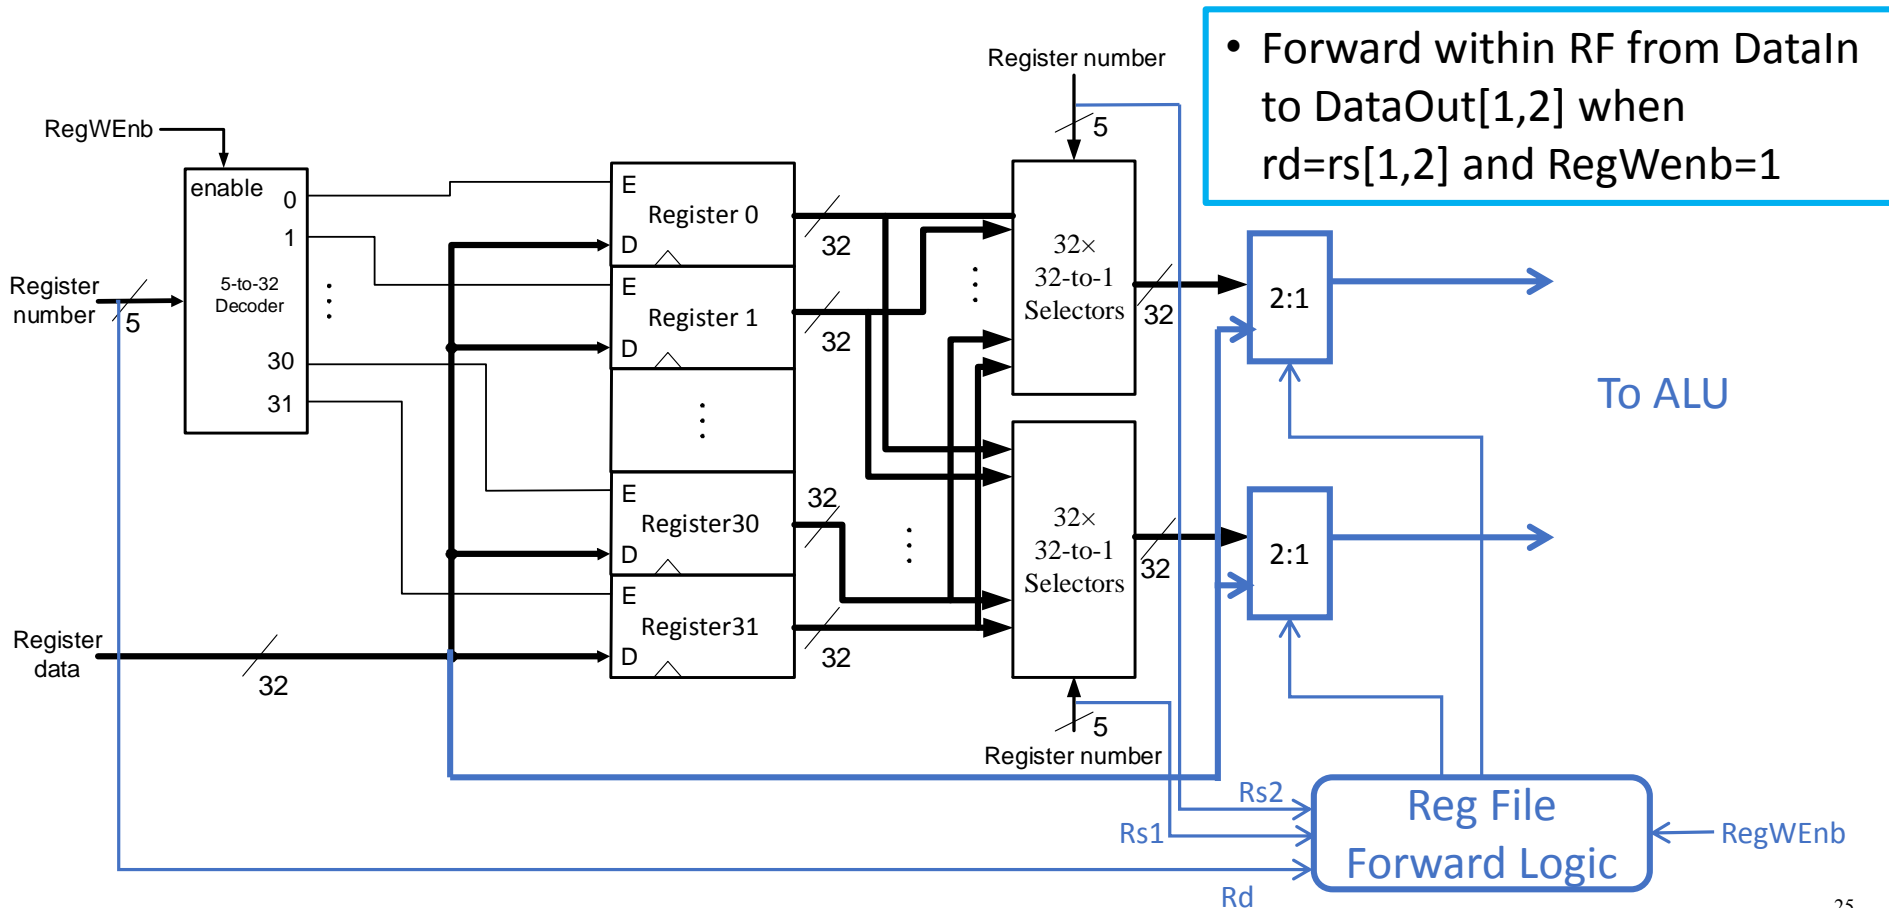 Register number
• Forward within RF from DataIn
to DataOut[1,2] when
rd=rs[1,2] and RegWenb=1
RegWEnb
5
enable
0
1
5-to-32
Decoder
30
31
Register
number
5
E
Register 0
D
32
E
Register 1
D
32
E
Register30
D
32
E
Register31
D
32
Register
data
32
32×
32-to-1
Selectors
32
2:1
To ALU
32×
32-to-1
Selectors
32
2:1
5
Register number
Rs2
Rs1
Rd
Reg File
Forward Logic
RegWEnb
25